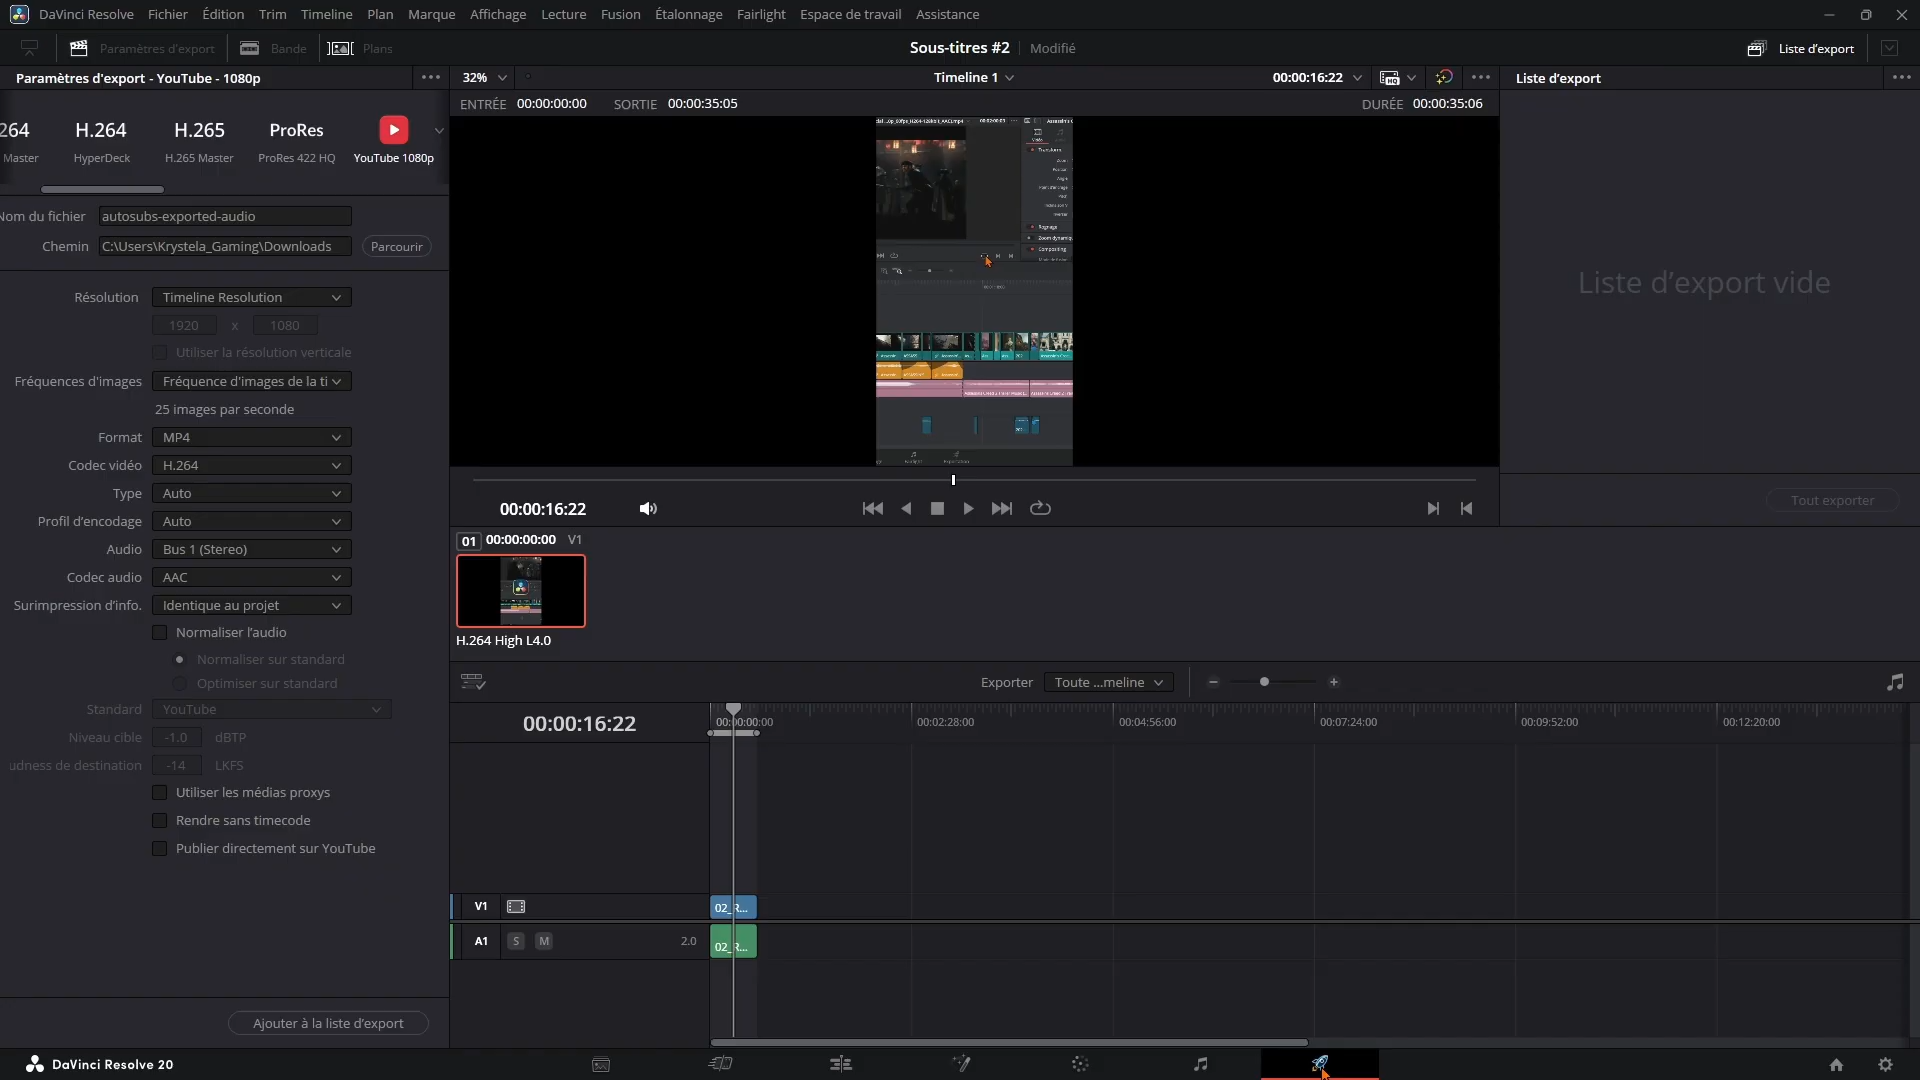 DaVinci Resolve Fichier Édition Trim Timeline Plan Marque Affichage Lecture Fusion Étalonnage Fairlight Espace de travail Assistance
Paramètres d'export Bande Plans
Sous-titres #2 Modifié
Liste d'export
Paramètres d'export - YouTube - 1080p
32%
Timeline 1
00:00:16:22
Liste d'export
ENTRÉE 00:00:00:00 SORTIE 00:00:35:05
DURÉE 00:00:35:06
264 H.264 H.265 ProRes
Master HyperDeck H.265 Master ProRes 422 HQ YouTube 1080p
Nom du fichier autosubs-exported-audio
Chemin C:\Users\Krystela_Gaming\Downloads Parcourir
Résolution Timeline Resolution
1920 x 1080
Utiliser la résolution verticale
Fréquences d'images Fréquence d'images de la ti
25 images par seconde
Format MP4
Codec vidéo H.264
Type Auto
Profil d'encodage Auto
Audio Bus 1 (Stereo)
Codec audio AAC
Surimpression d'info. Identique au projet
Normaliser l'audio
Normaliser sur standard
Optimiser sur standard
Standard YouTube
Niveau cible -1.0 dBTP
udness de destination -14 LKFS
Utiliser les médias proxys
Rendre sans timecode
Publier directement sur YouTube
Ajouter à la liste d'export
Transform
Rognage
Compositing
Fairlight
Exportation
00:00:16:22
01 00:00:00:00 V1
H.264 High L4.0
Liste d'export vide
Tout exporter
Exporter Toute ...meline
00:00:16:22
00:00:00:00 00:02:28:00 00:04:56:00 00:07:24:00 00:09:52:00 00:12:20:00
V1 02_R...
A1 S M 2.0 02_R...
DaVinci Resolve 20